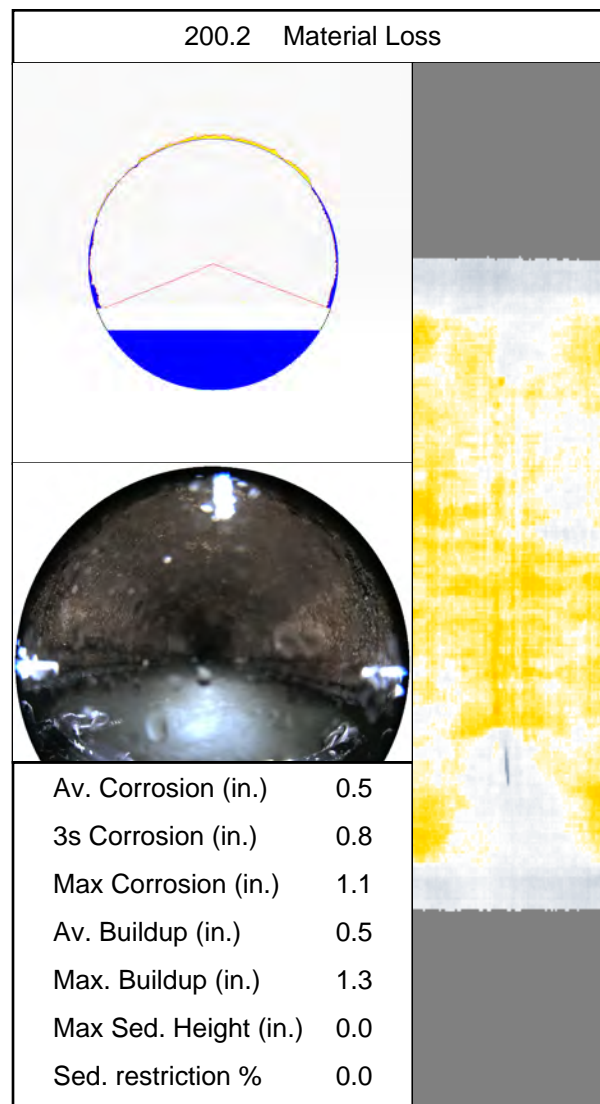 200.2 Material Loss
Av. Corrosion (in.) 0.5
3s Corrosion (in.) 0.8
Max Corrosion (in.) 1.1
Av. Buildup (in.) 0.5
Max. Buildup (in.) 1.3
Max Sed. Height (in.) 0.0
Sed. restriction % 0.0